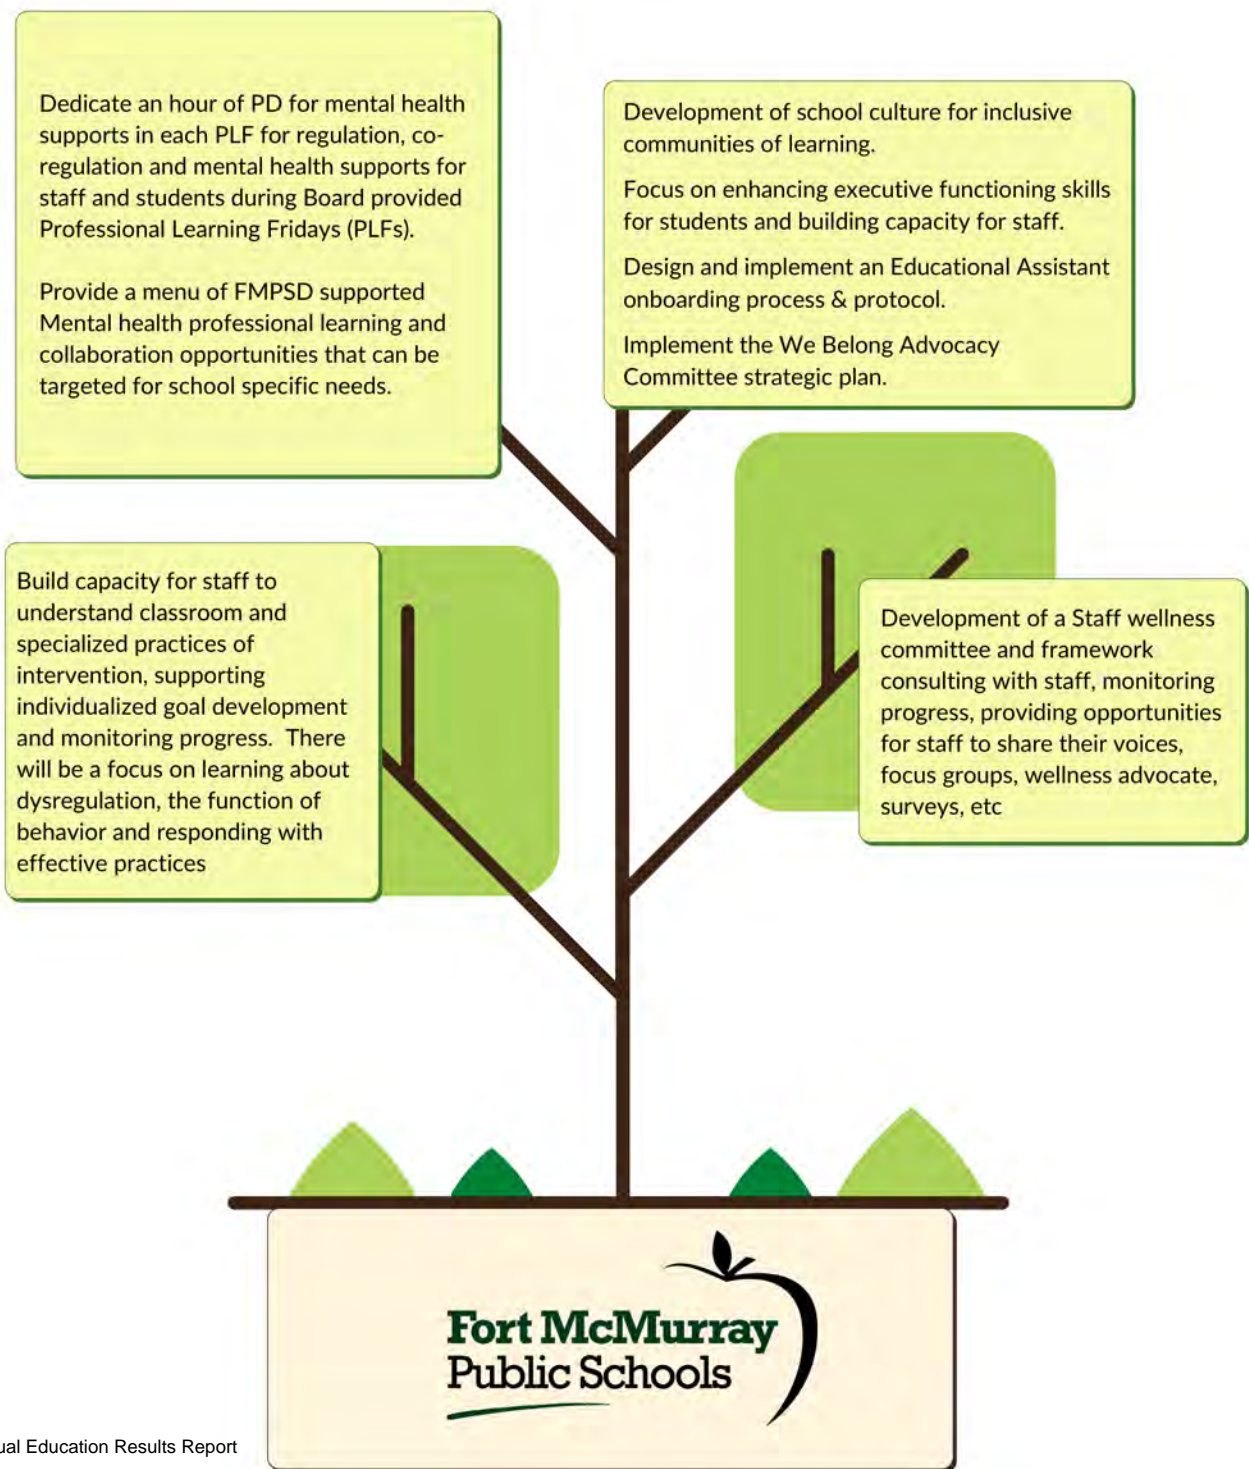 Dedicate an hour of PD for mental health
supports in each PLF for regulation, co-
regulation and mental health supports for
staff and students during Board provided
Professional Learning Fridays (PLFs).
Provide a menu of FMPSD supported
Mental health professional learning and
collaboration opportunities that can be
targeted for school specific needs.
Development of school culture for inclusive
communities of learning.
Focus on enhancing executive functioning skills
for students and building capacity for staff.
Design and implement an Educational Assistant
onboarding process & protocol.
Implement the We Belong Advocacy
Committee strategic plan.
Build capacity for staff to
understand classroom and
specialized practices of
intervention, supporting
individualized goal development
and monitoring progress.  There
will be a focus on learning about
dysregulation, the function of
behavior and responding with
effective practices
Development of a Staff wellness
committee and framework
consulting with staff, monitoring
progress, providing opportunities
for staff to share their voices,
focus groups, wellness advocate,
surveys, etc
Fort McMurray
Public Schools
Education Results Report